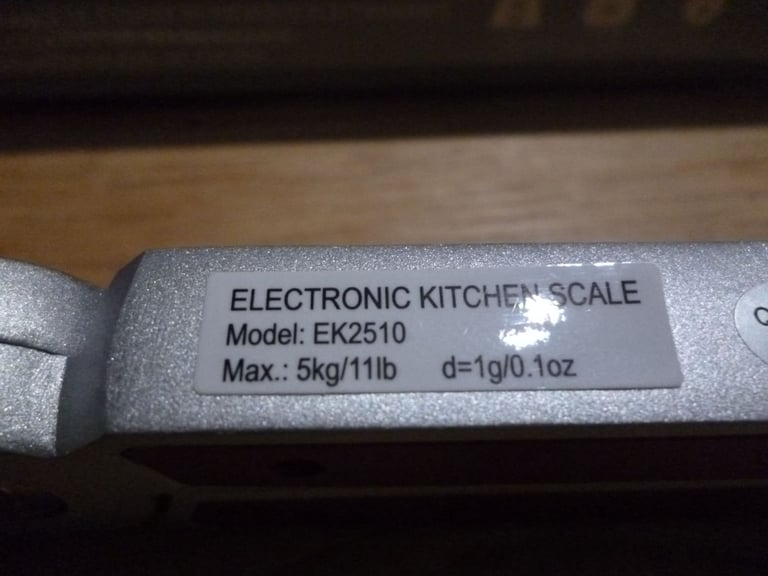 ELECTRONIC KITCHEN SCALE
Model: EK2510
Max.: 5kg/11lb d=1g/0.1oz